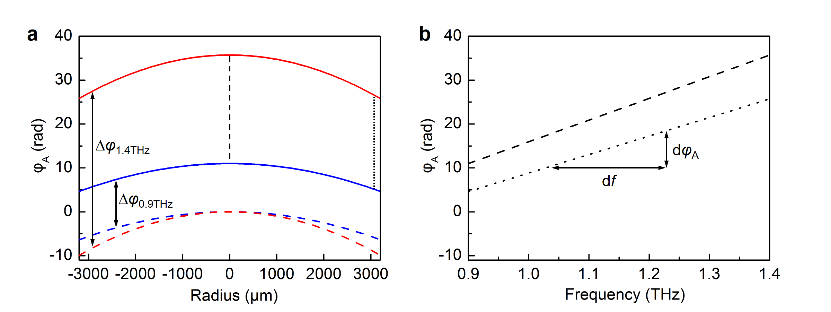 a
40
30
20
10
0
-10
φA (rad)
Δφ1.4THz
Δφ0.9THz
-3200
-2000
-1000
0
1000
2000
3200
Radius (μm)
b
40
30
20
10
0
-10
φA (rad)
dφA
df
0.9
1.0
1.1
1.2
1.3
1.4
Frequency (THz)